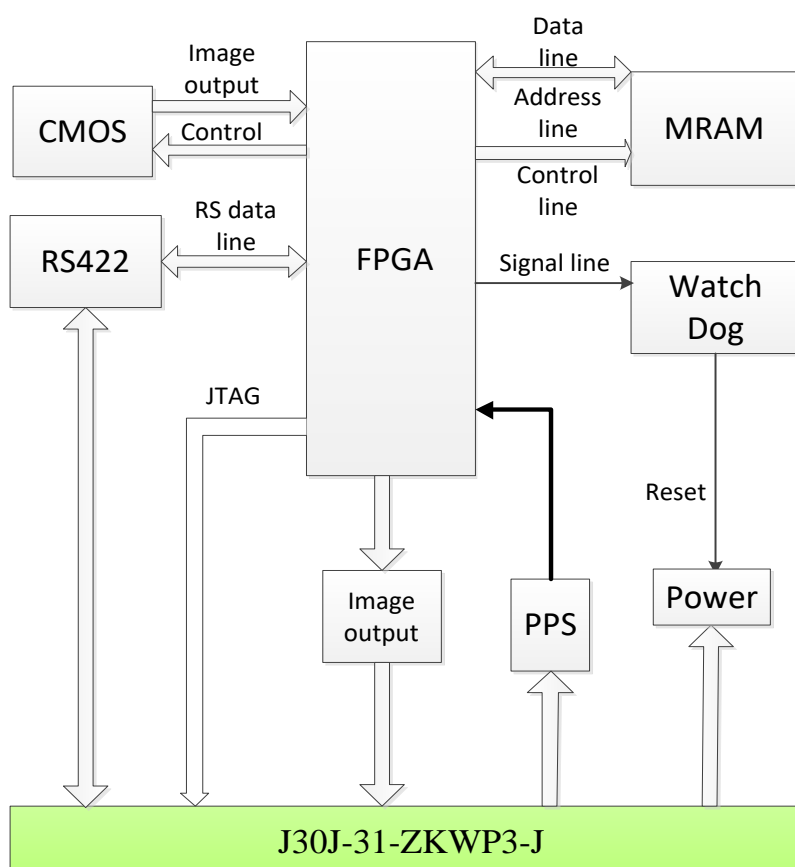 Image
output
CMOS
Control
RS data
line
RS422
JTAG
FPGA
Data
line
Address
line
MRAM
Control
line
Signal line
Watch
Dog
Reset
Image
output
PPS
Power
J30J-31-ZKWP3-J